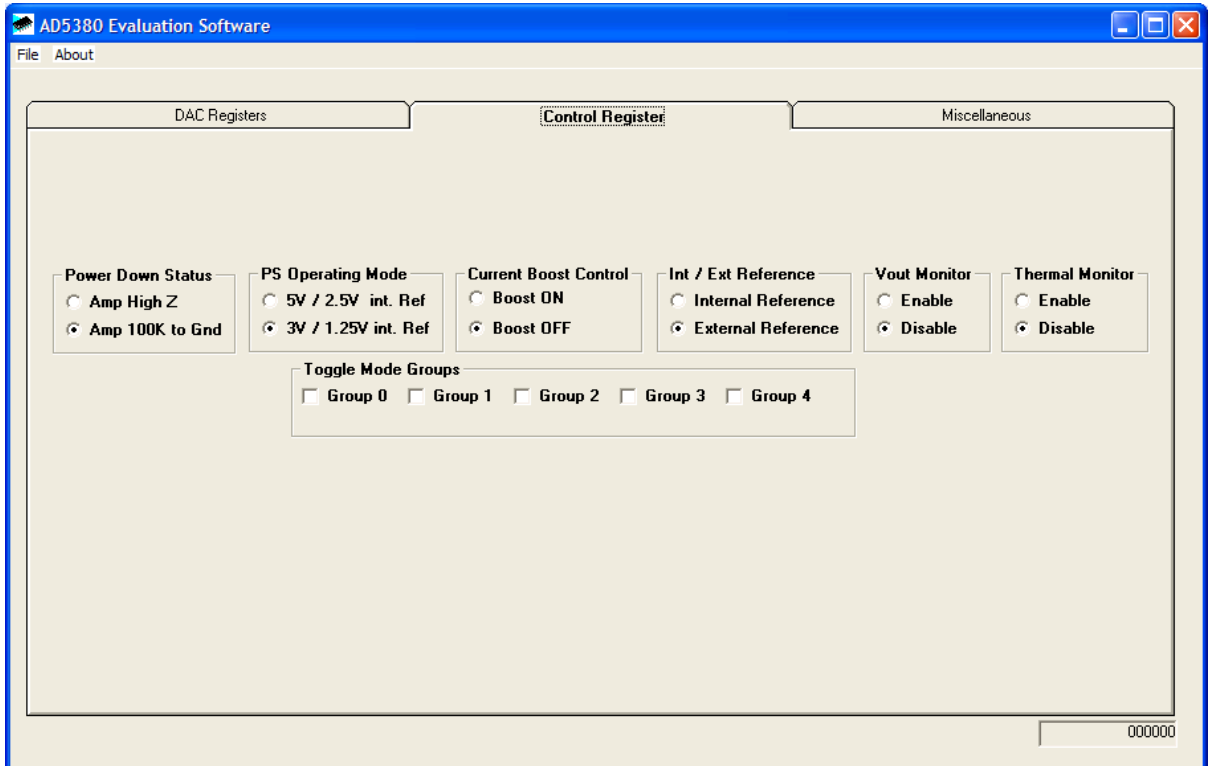 AD5380 Evaluation Software
File About
DAC Registers Control Register Miscellaneous
Power Down Status PS Operating Mode Current Boost Control Int / Ext Reference Vout Monitor Thermal Monitor
Amp High Z 5V / 2.5V int. Ref Boost ON Internal Reference Enable Enable
Amp 100K to Gnd 3V / 1.25V int. Ref Boost OFF External Reference Disable Disable
Toggle Mode Groups
Group 0 Group 1 Group 2 Group 3 Group 4
000000